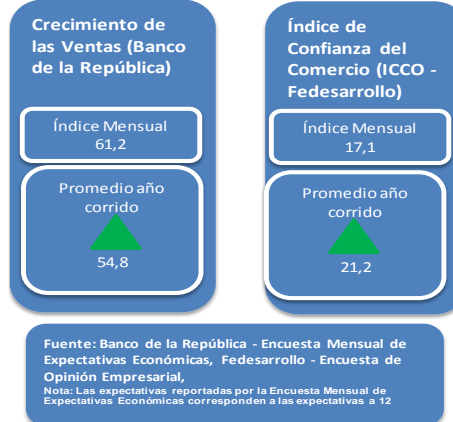 Crecimiento de
las Ventas (Banco
de la República)
Índice Mensual
61,2
Promedio año
corrido
54,8
Índice de
Confianza del
Comercio (ICCO -
Fedesarrollo)
Índice Mensual
17,1
Promedio año
corrido
21,2
Fuente: Banco de la República - Encuesta Mensual de
Expectativas Económicas, Fedesarrollo - Encuesta de
Opinión Empresarial,
Nota: Las expectativas reportadas por la Encuesta Mensual de
Expectativas Económicas corresponden a las expectativas a 12